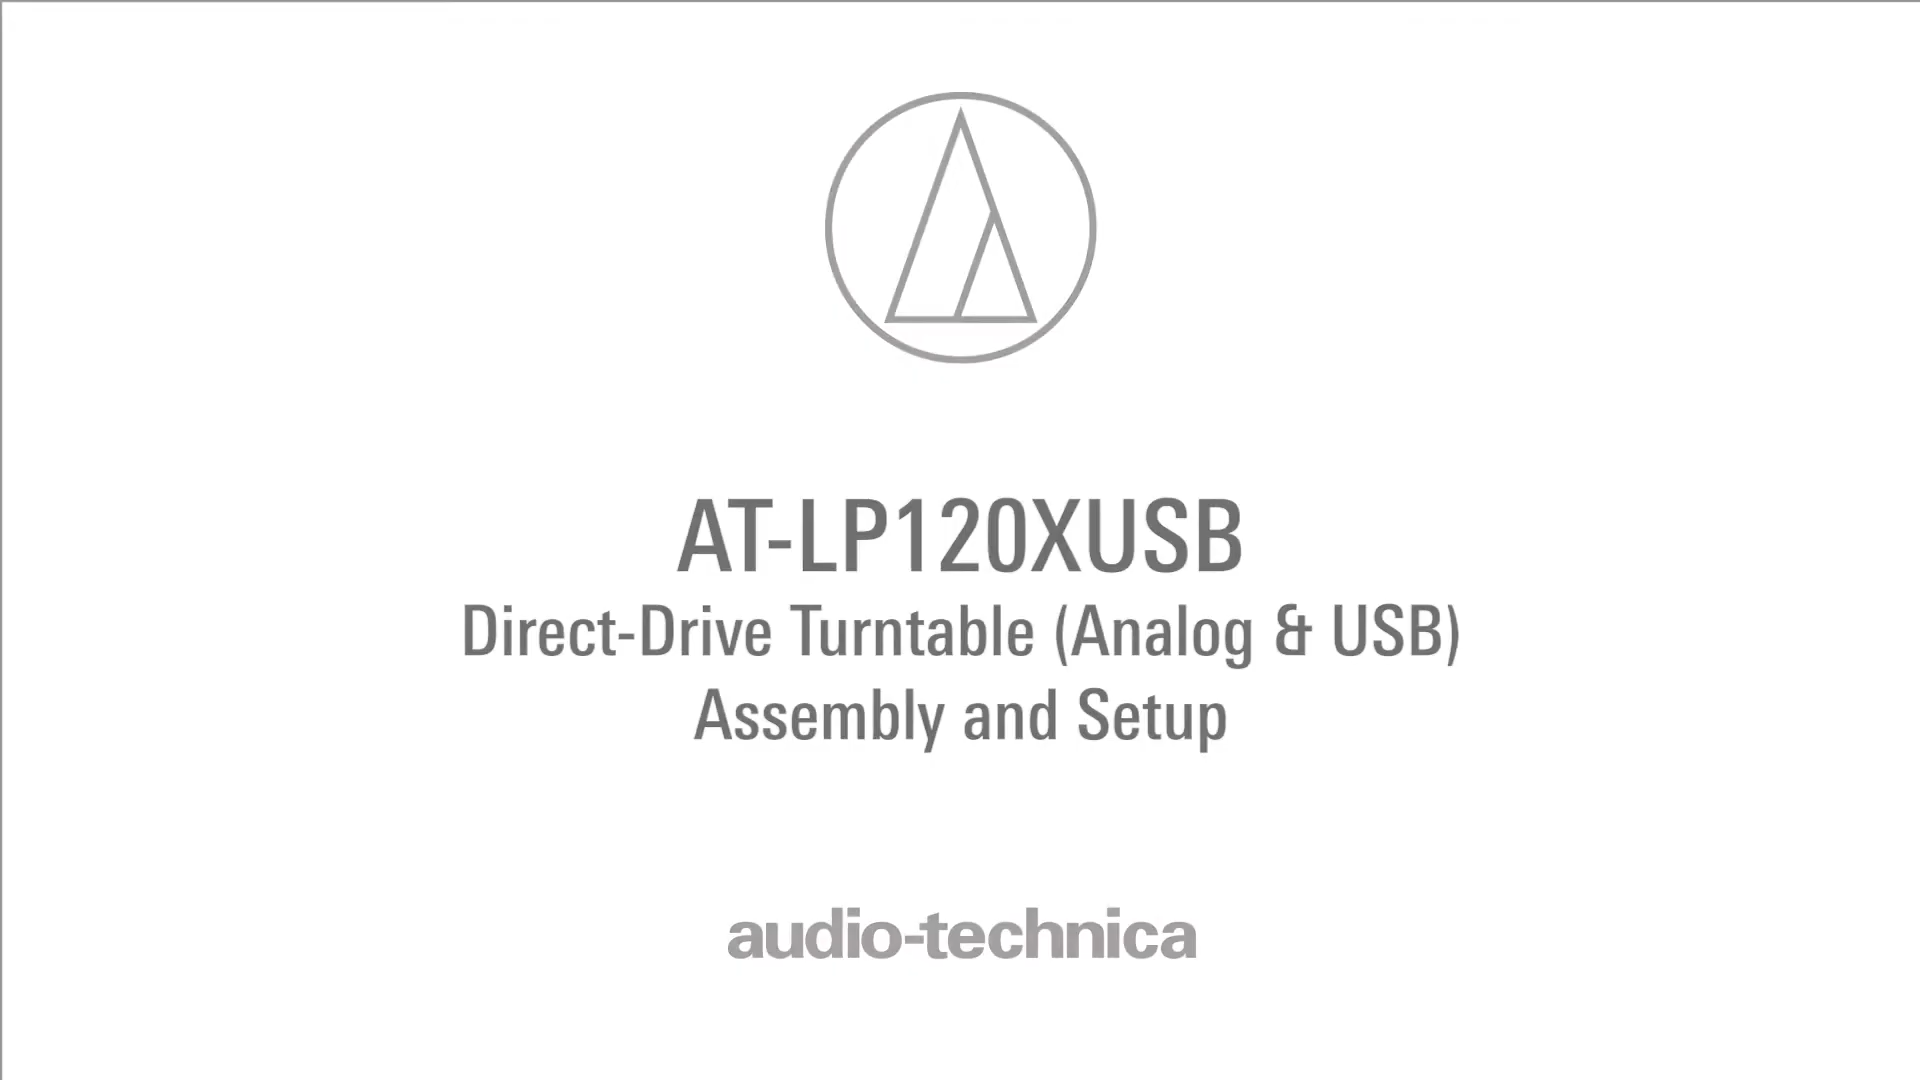 AT-LP120XUSB
Direct-Drive Turntable (Analog & USB)
Assembly and Setup
audio-technica